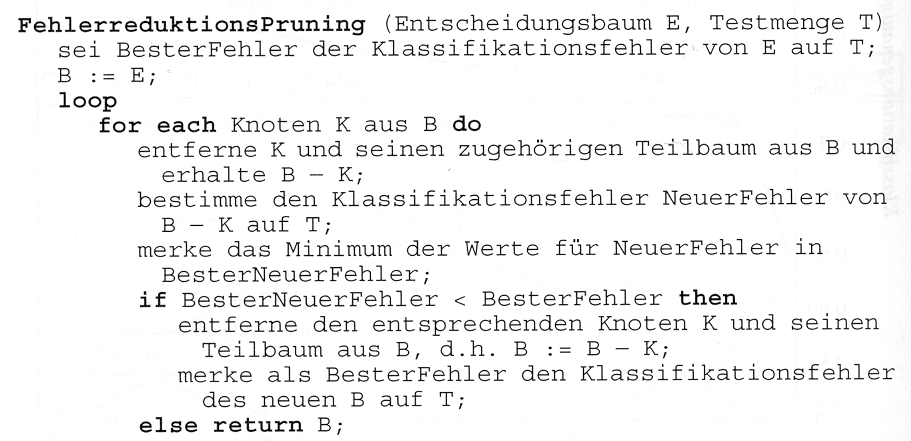 FehlerreduktionsPruning (Entscheidungsbaum E, Testmenge T)
sei BesterFehler der Klassifikationsfehler von E auf T;
B := E;
loop
for each Knoten K aus B do
entferne K und seinen zugehörigen Teilbaum aus B und
erhalte B − K;
bestimme den Klassifikationsfehler NeuerFehler von
B − K auf T;
merke das Minimum der Werte für NeuerFehler in
BesterNeuerFehler;
if BesterNeuerFehler < BesterFehler then
entferne den entsprechenden Knoten K und seinen
Teilbaum aus B, d.h. B := B − K;
merke als BesterFehler den Klassifikationsfehler
des neuen B auf T;
else return B;